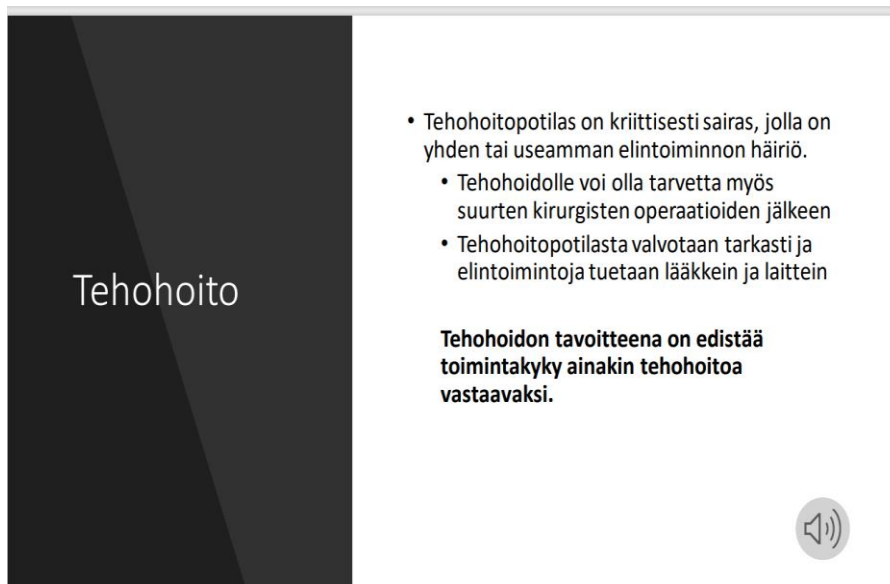 Tehohoito
• Tehohoitopotilas on kriittisesti sairas, jolla on
yhden tai useamman elintoiminnon häiriö.
• Tehohoidolle voi olla tarvetta myös
suurten kirurgisten operaatioiden jälkeen
• Tehohoitopotilasta valvotaan tarkasti ja
elintoimintoja tuetaan lääkkein ja laittein
Tehohoidon tavoitteena on edistää
toimintakyky ainakin tehohoitoa
vastaavaksi.